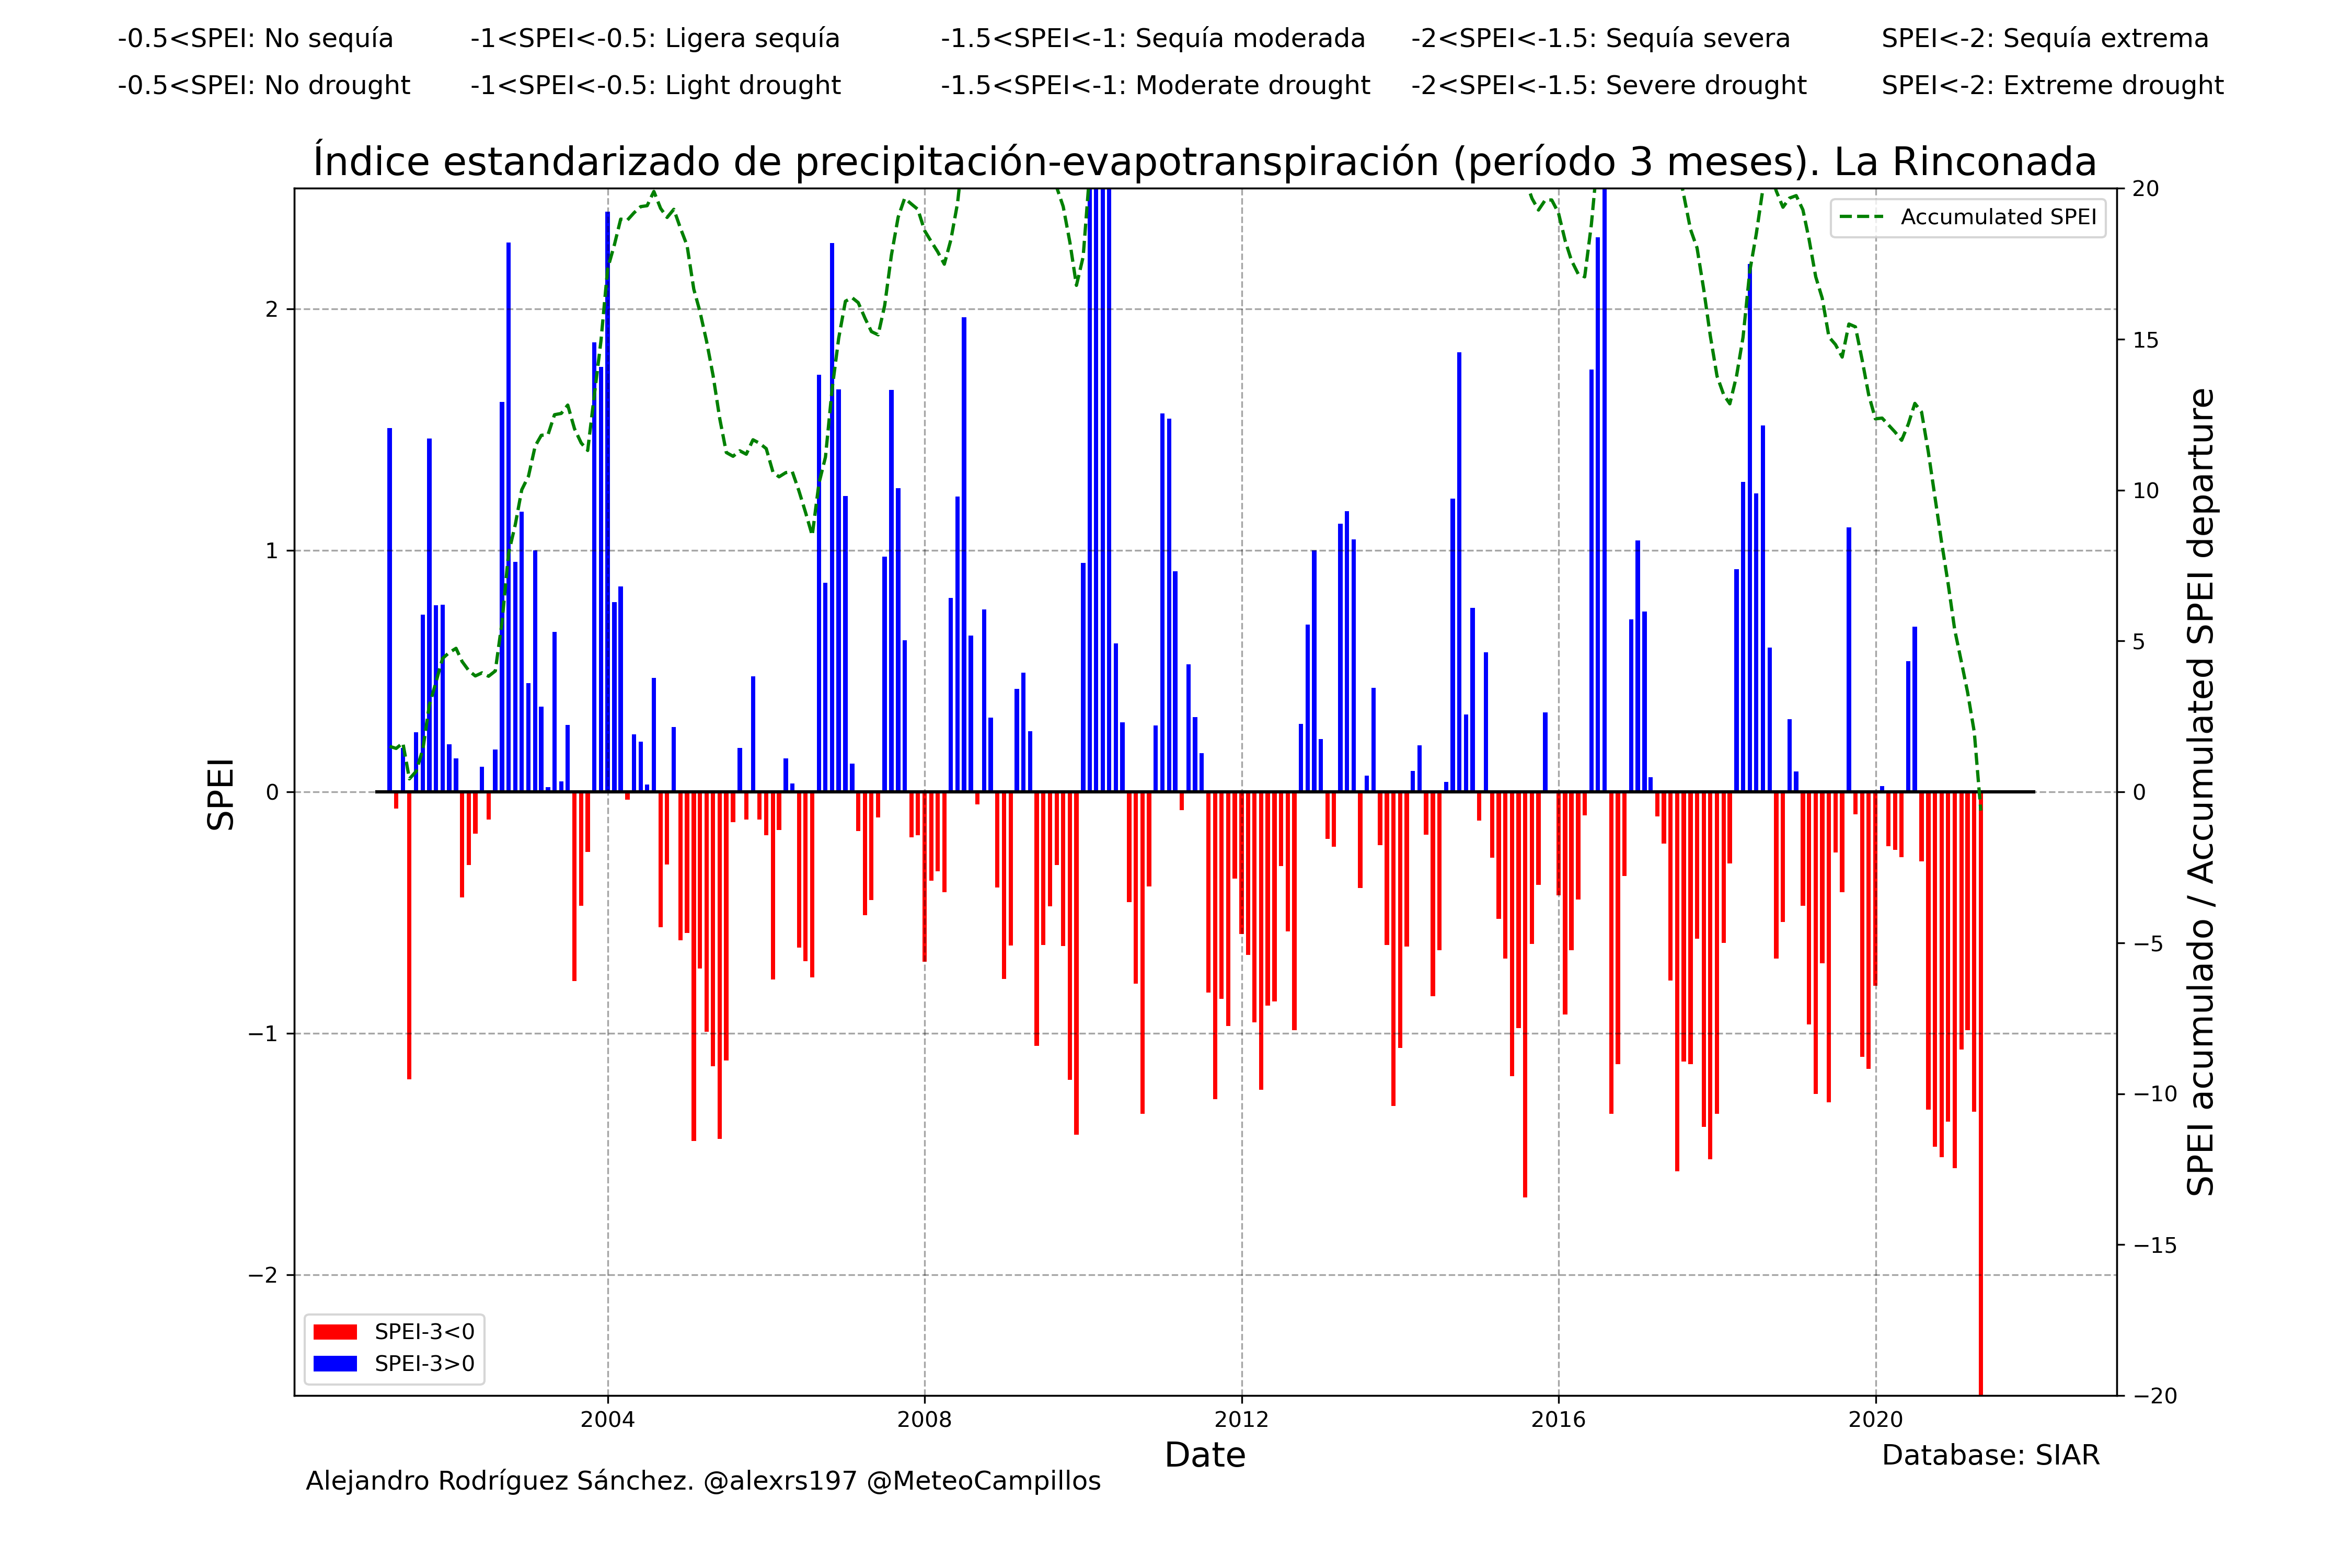 -0.5<SPEI: No sequía -1<SPEI<-0.5: Ligera sequía -1.5<SPEI<-1: Sequía moderada -2<SPEI<-1.5: Sequía severa SPEI<-2: Sequía extrema
-0.5<SPEI: No drought -1<SPEI<-0.5: Light drought -1.5<SPEI<-1: Moderate drought -2<SPEI<-1.5: Severe drought SPEI<-2: Extreme drought
Índice estandarizado de precipitación-evapotranspiración (período 3 meses). La Rinconada
Accumulated SPEI
SPEI
2
1
0
−1
−2
20
15
10
5
0
−5
−10
−15
−20
SPEI acumulado / Accumulated SPEI departure
SPEI-3<0
SPEI-3>0
2004 2008 2012 2016 2020
Date
Database: SIAR
Alejandro Rodríguez Sánchez. @alexrs197 @MeteoCampillos